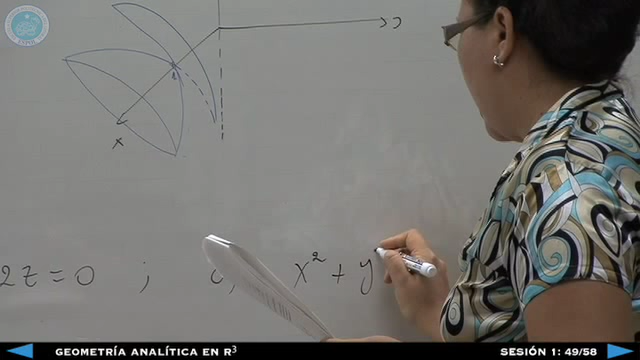 y
x
2z = 0 ; x² + y
GEOMETRÍA ANALÍTICA EN R³
SESIÓN 1: 49/58